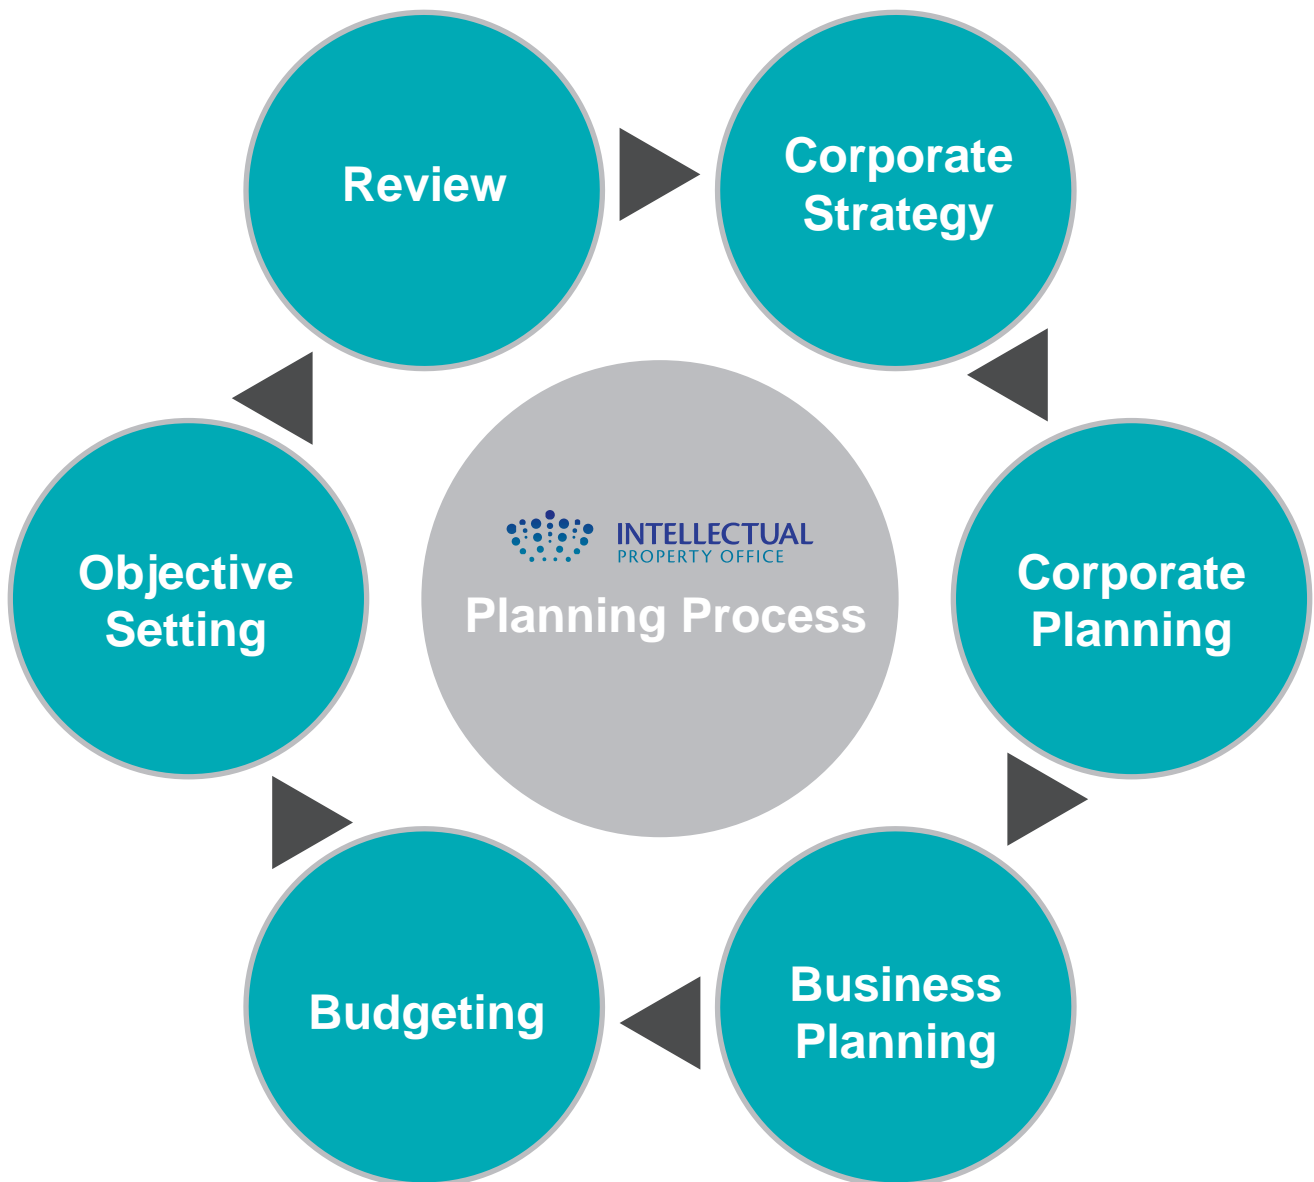 Review
Corporate
Strategy
Objective
Setting
INTELLECTUAL
PROPERTY OFFICE
Planning Process
Corporate
Planning
Budgeting
Business
Planning